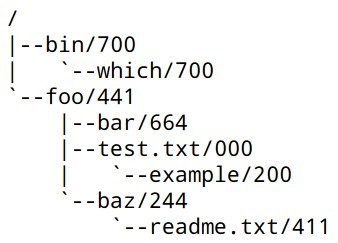 /
|--bin/700
|    `--which/700
`--foo/441
     |--bar/664
     |--test.txt/000
     |    `--example/200
     `--baz/244
          `--readme.txt/411